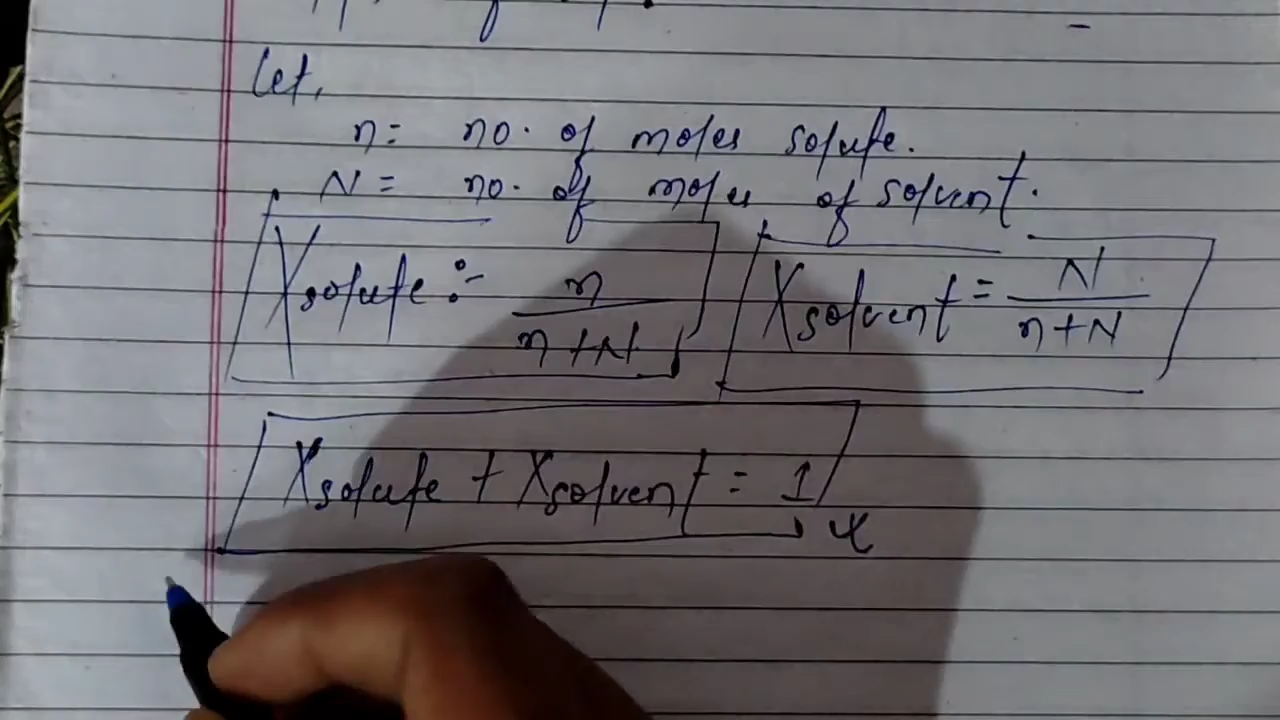 Let,
n= no. of moles solute.
N = no. of moles of solvent.
Xsolute :- n / n+N Xsolvent = N / n+N
Xsolute + Xsolvent = 1